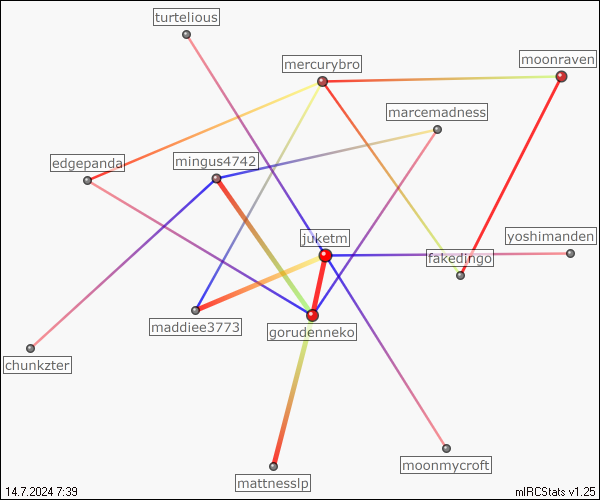 turtelious
mercurybro
moonraven
marcemadness
edgepanda
mingus4742
juketm
yoshimanden
fakedingo
maddiee3773
gorudenneko
chunkzter
moonmycroft
mattnesslp
14.7.2024 7:39
mIRCStats v1.25